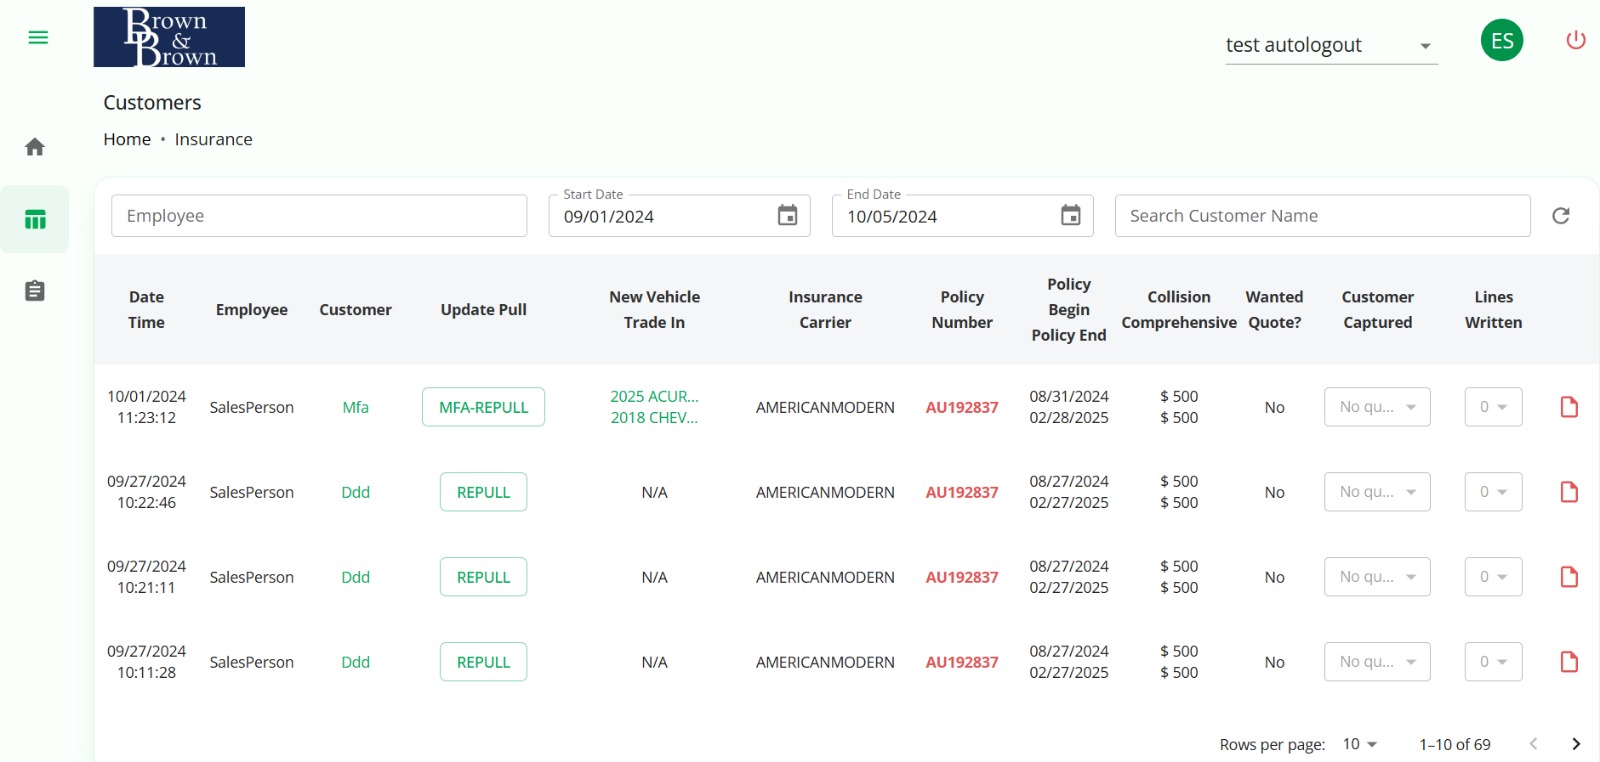 Brown
&
Brown
test autologout
ES
Customers
Home • Insurance
Employee
Start Date
09/01/2024
End Date
10/05/2024
Search Customer Name
Date Time
Employee
Customer
Update Pull
New Vehicle Trade In
Insurance Carrier
Policy Number
Policy Begin Policy End
Collision Comprehensive
Wanted Quote?
Customer Captured
Lines Written
10/01/2024 11:23:12 SalesPerson Mfa MFA-REPULL 2025 ACUR... 2018 CHEV... AMERICANMODERN AU192837 08/31/2024 02/28/2025 $ 500 $ 500 No No qu... 0
09/27/2024 10:22:46 SalesPerson Ddd REPULL N/A AMERICANMODERN AU192837 08/27/2024 02/27/2025 $ 500 $ 500 No No qu... 0
09/27/2024 10:21:11 SalesPerson Ddd REPULL N/A AMERICANMODERN AU192837 08/27/2024 02/27/2025 $ 500 $ 500 No No qu... 0
09/27/2024 10:11:28 SalesPerson Ddd REPULL N/A AMERICANMODERN AU192837 08/27/2024 02/27/2025 $ 500 $ 500 No No qu... 0
Rows per page: 10 1–10 of 69